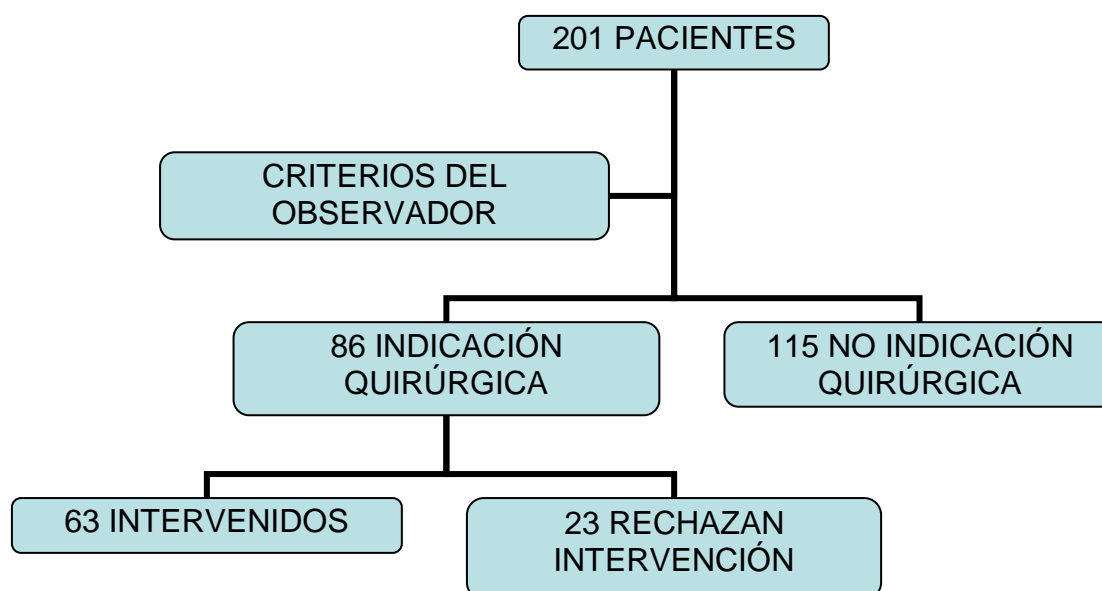 201 PACIENTES
CRITERIOS DEL
OBSERVADOR
86 INDICACIÓN
QUIRÚRGICA
115 NO INDICACIÓN
QUIRÚRGICA
63 INTERVENIDOS
23 RECHAZAN
INTERVENCIÓN